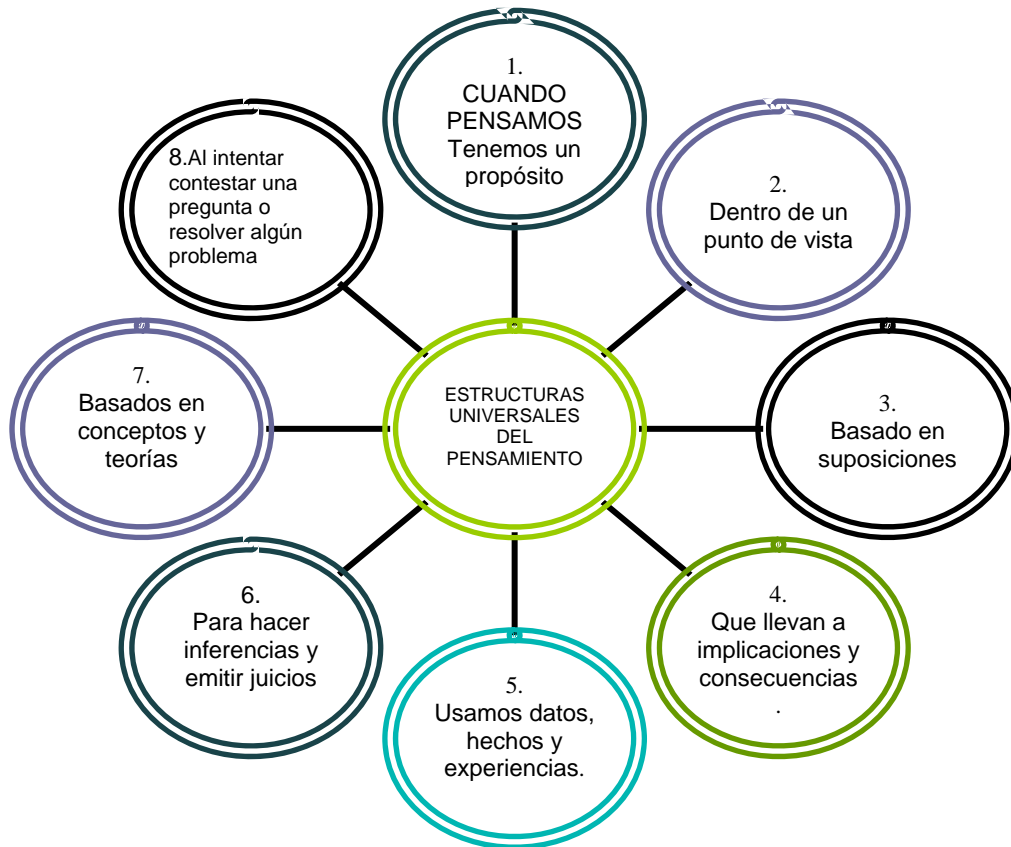 1.
CUANDO
PENSAMOS
Tenemos un
propósito
2.
Dentro de un
punto de vista
3.
Basado en
suposiciones
4.
Que llevan a
implicaciones y
consecuencias
.
5.
Usamos datos,
hechos y
experiencias.
6.
Para hacer
inferencias y
emitir juicios
7.
Basados en
conceptos y
teorías
8.Al intentar
contestar una
pregunta o
resolver algún
problema
ESTRUCTURAS
UNIVERSALES
DEL
PENSAMIENTO